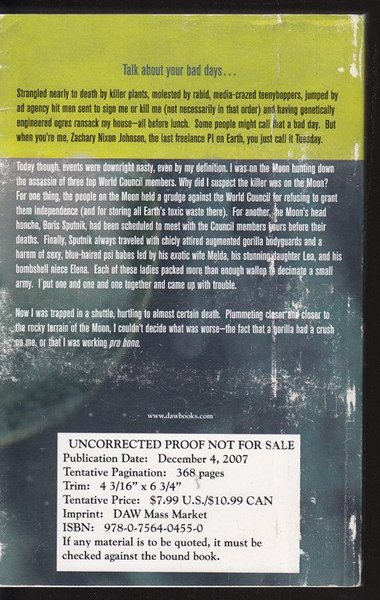 Talk about your bad days...
Strangled nearly to death by killer plants, molested by rabid, media-crazed teenyboppers, jumped by
ad agency hit men sent to sign me or kill me (not necessarily in that order) and having genetically
engineered ogres ransack my house—all before lunch. Some people might call that a bad day. But
when you're me, Zachary Nixon Johnson, the last freelance PI on Earth, you just call it Tuesday.
Today though, events were downright nasty, even by my definition. I was on the Moon hunting down
the assassin of three top World Council members. Why did I suspect the killer was on the Moon?
For one thing, the people on the Moon held a grudge against the World Council for refusing to grant
them independence (and for storing all Earth's toxic waste there). For another, the Moon's head
honcho, Boris Sputnik, had been scheduled to meet with the Council members hours before their
deaths. Finally, Sputnik always traveled with chicly attired augmented gorilla bodyguards and a
harem of sexy, blue-haired psi babes led by his exotic wife Melda, his stunning daughter Lea, and his
bombshell niece Elena. Each of these ladies packed more than enough wallop to decimate a small
army. I put one and one and one together and came up with trouble.
Now I was trapped in a shuttle, hurtling to almost certain death. Plummeting closer and closer to
the rocky terrain of the Moon, I couldn't decide what was worse—the fact that a gorilla had a crush
on me, or that I was working pro bono.
www.dawbooks.com
UNCORRECTED PROOF NOT FOR SALE
Publication Date: December 4, 2007
Tentative Pagination: 368 pages
Trim: 4 3/16" x 6 3/4"
Tentative Price: $7.99 U.S./$10.99 CAN
Imprint: DAW Mass Market
ISBN: 978-0-7564-0455-0
If any material is to be quoted, it must be
checked against the bound book.